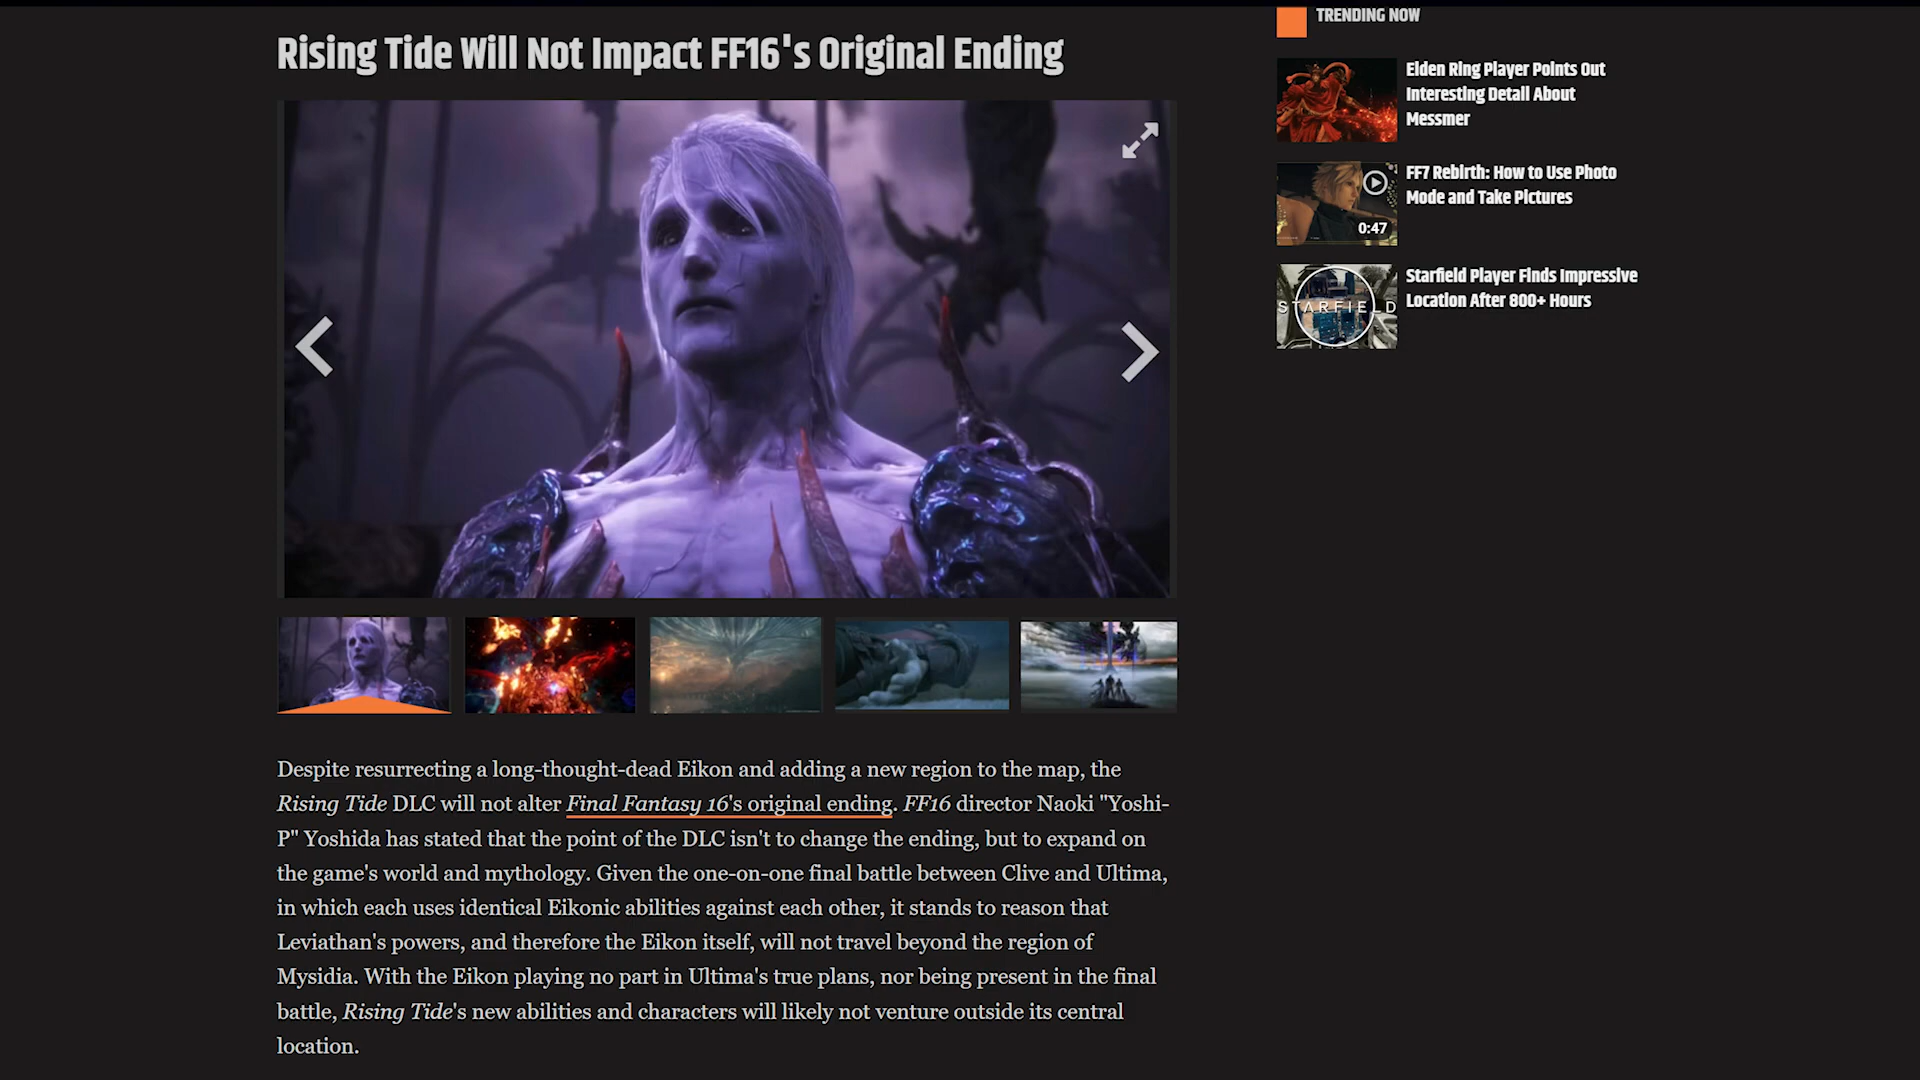 Rising Tide Will Not Impact FF16's Original Ending
Despite resurrecting a long-thought-dead Eikon and adding a new region to the map, the
Rising Tide DLC will not alter Final Fantasy 16's original ending. FF16 director Naoki "Yoshi-
P" Yoshida has stated that the point of the DLC isn't to change the ending, but to expand on
the game's world and mythology. Given the one-on-one final battle between Clive and Ultima,
in which each uses identical Eikonic abilities against each other, it stands to reason that
Leviathan's powers, and therefore the Eikon itself, will not travel beyond the region of
Mysidia. With the Eikon playing no part in Ultima's true plans, nor being present in the final
battle, Rising Tide's new abilities and characters will likely not venture outside its central
location.
TRENDING NOW
Elden Ring Player Points Out
Interesting Detail About
Messmer
FF7 Rebirth: How to Use Photo
Mode and Take Pictures
0:47
Starfield Player Finds Impressive
Location After 800+ Hours
STARFIELD